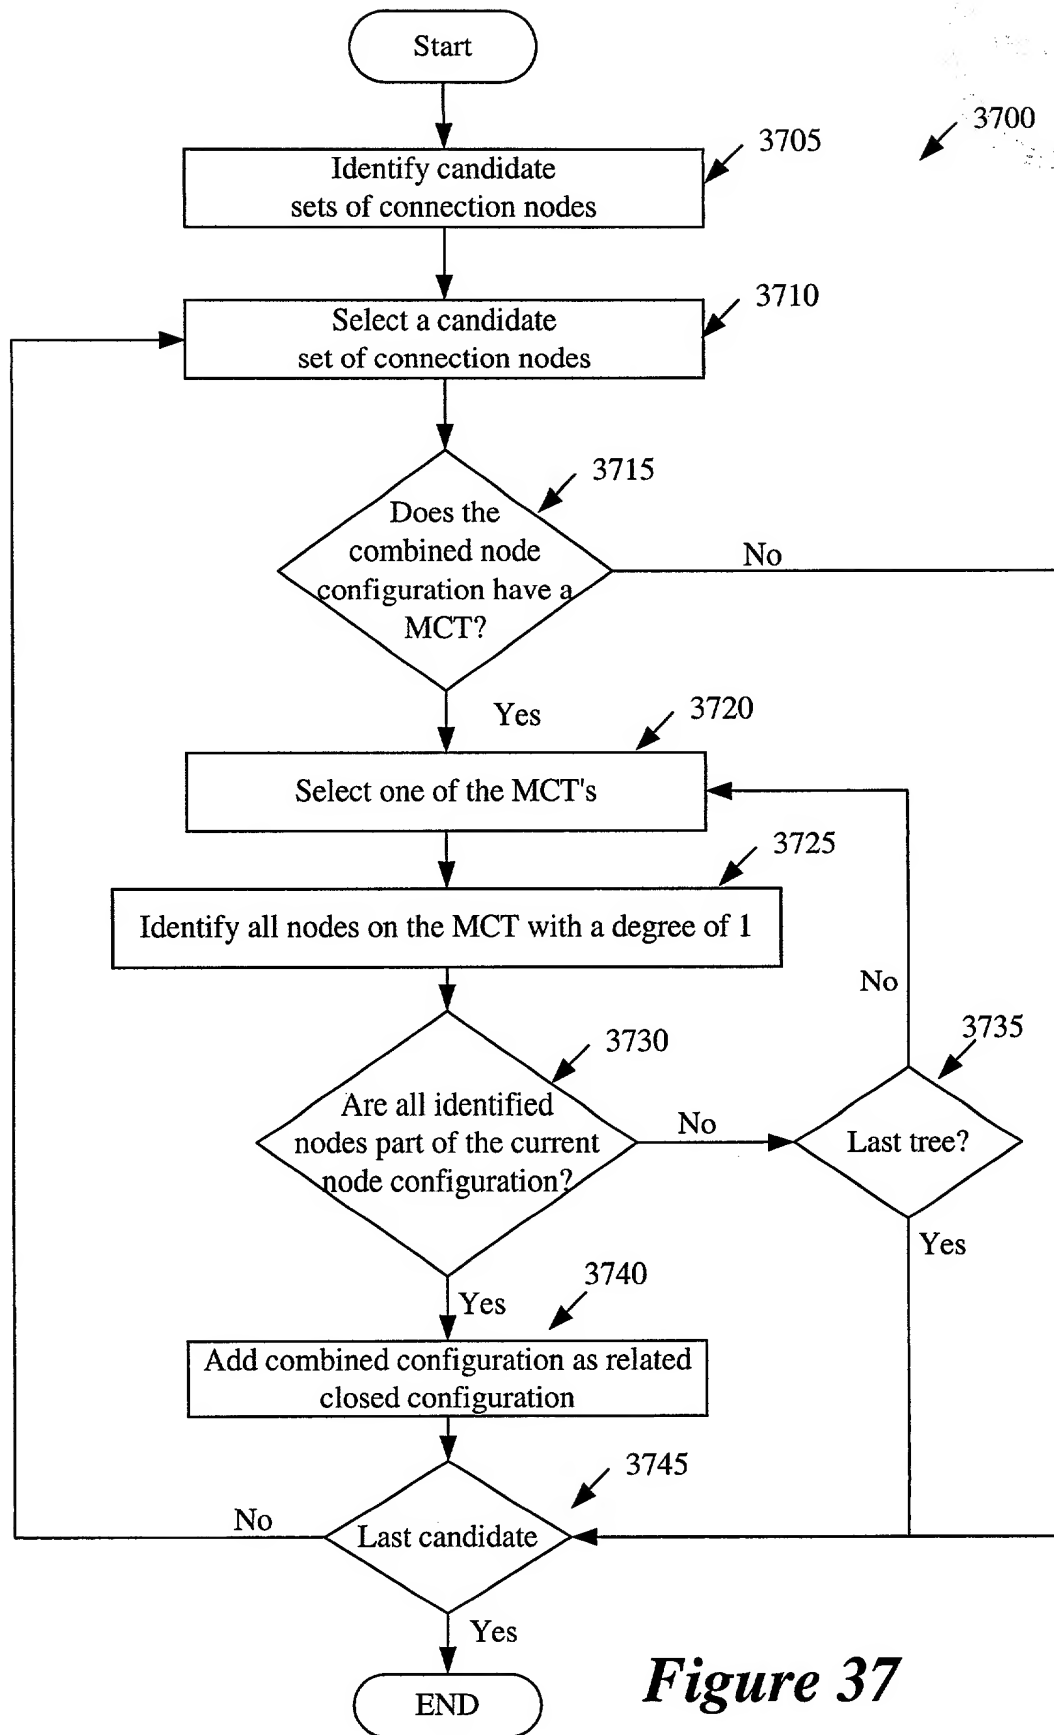 Start
3700
3705
Identify candidate
sets of connection nodes
3710
Select a candidate
set of connection nodes
3715
Does the
combined node
configuration have a
MCT?
No
Yes
3720
Select one of the MCT's
3725
Identify all nodes on the MCT with a degree of 1
No
3730
3735
Are all identified
nodes part of the current
node configuration?
No
Last tree?
Yes
3740
Yes
Add combined configuration as related
closed configuration
3745
No
Last candidate
Yes
END
Figure 37